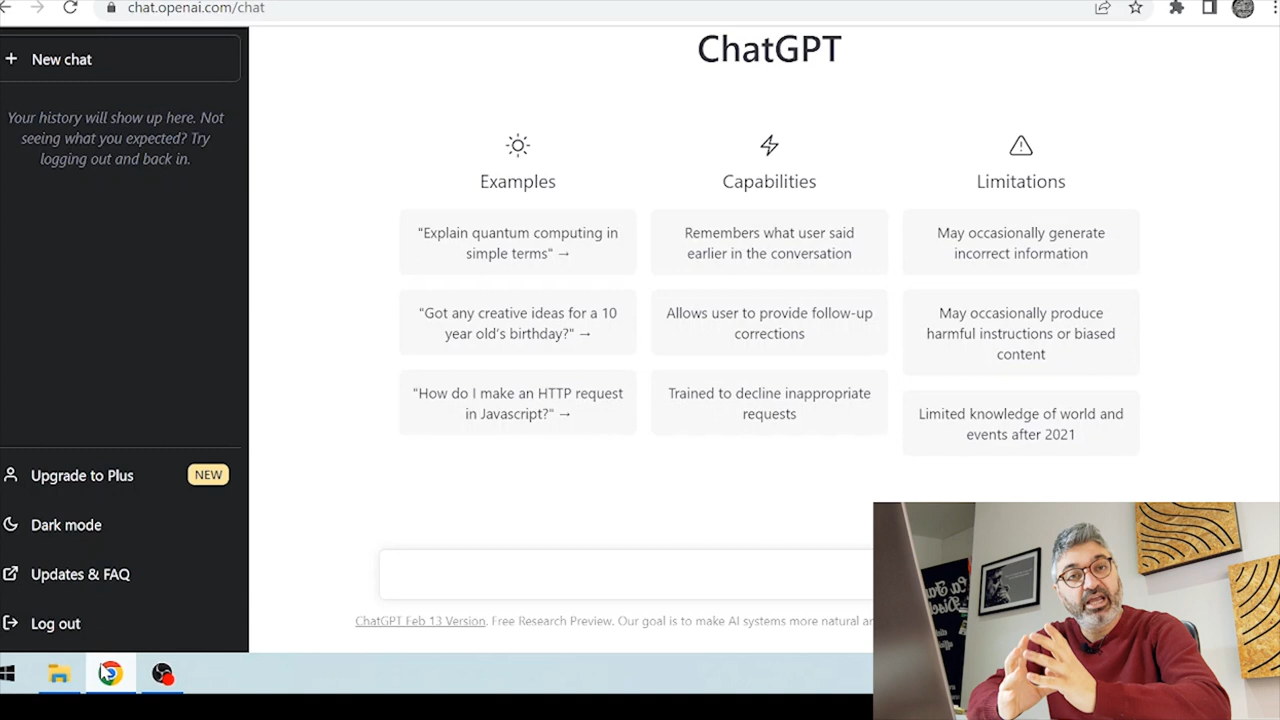 chat.openai.com/chat
New chat
Your history will show up here. Not
seeing what you expected? Try
logging out and back in.
Upgrade to Plus
NEW
Dark mode
Updates & FAQ
Log out
ChatGPT
Examples
"Explain quantum computing in
simple terms" →
"Got any creative ideas for a 10
year old's birthday?" →
"How do I make an HTTP request
in Javascript?" →
Capabilities
Remembers what user said
earlier in the conversation
Allows user to provide follow-up
corrections
Trained to decline inappropriate
requests
Limitations
May occasionally generate
incorrect information
May occasionally produce
harmful instructions or biased
content
Limited knowledge of world and
events after 2021
ChatGPT Feb 13 Version. Free Research Preview. Our goal is to make AI systems more natural